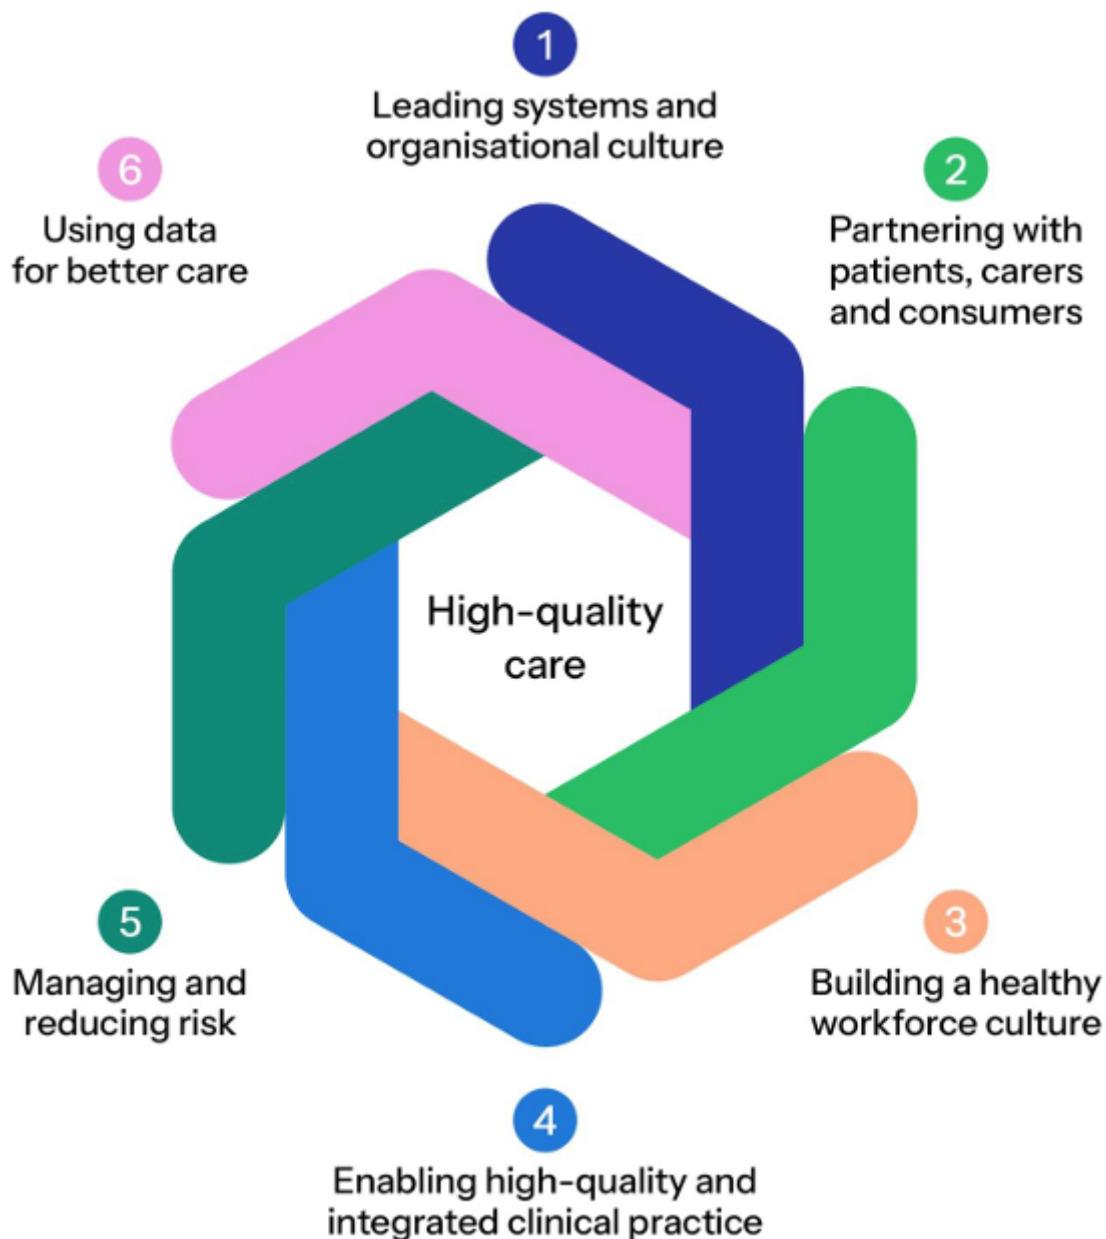 1
Leading systems and
organisational culture
2
Partnering with
patients, carers
and consumers
3
Building a healthy
workforce culture
4
Enabling high-quality and
integrated clinical practice
5
Managing and
reducing risk
6
Using data
for better care
High-quality
care